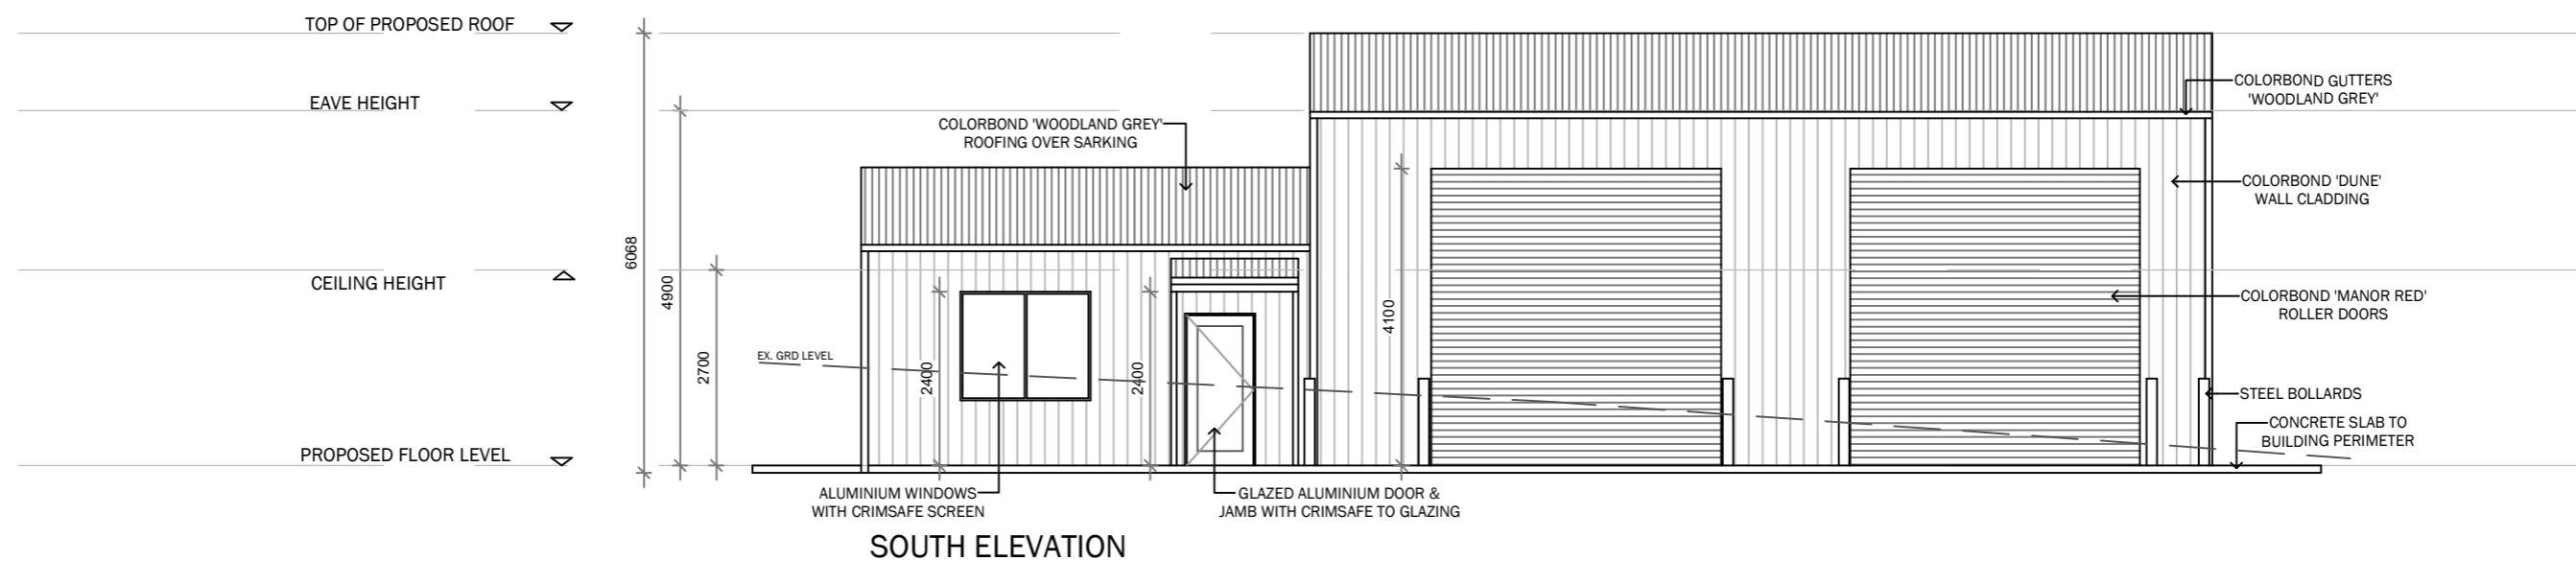 TOP OF PROPOSED ROOF
EAVE HEIGHT
CEILING HEIGHT
PROPOSED FLOOR LEVEL
6068
4900
2700
EX. GRD LEVEL
2400
2400
4100
COLORBOND 'WOODLAND GREY'
ROOFING OVER SARKING
COLORBOND GUTTERS
'WOODLAND GREY'
COLORBOND 'DUNE'
WALL CLADDING
COLORBOND 'MANOR RED'
ROLLER DOORS
STEEL BOLLARDS
CONCRETE SLAB TO
BUILDING PERIMETER
ALUMINIUM WINDOWS
WITH CRIMSAFE SCREEN
GLAZED ALUMINIUM DOOR &
JAMB WITH CRIMSAFE TO GLAZING
SOUTH ELEVATION